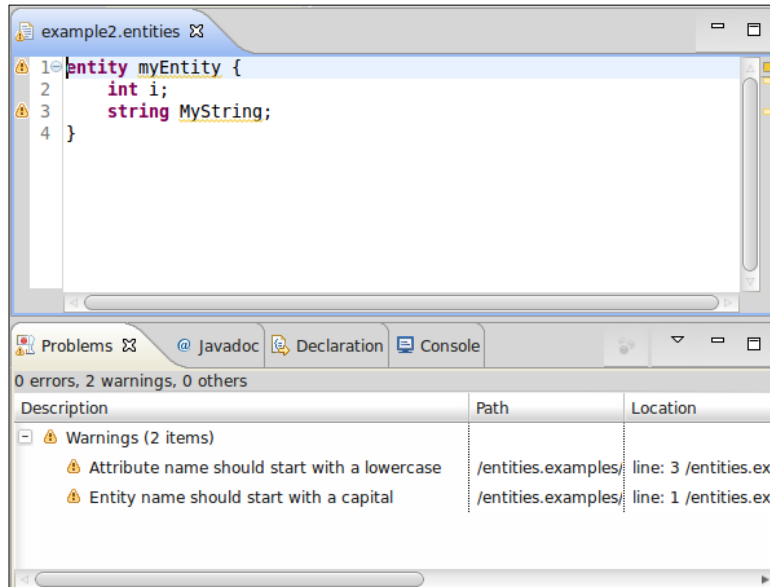 example2.entities
1 entity myEntity {
2 int i;
3 string MyString;
4 }
Problems @ Javadoc Declaration Console
0 errors, 2 warnings, 0 others
Description Path Location
Warnings (2 items)
Attribute name should start with a lowercase /entities.examples/ line: 3 /entities.ex
Entity name should start with a capital /entities.examples/ line: 1 /entities.ex